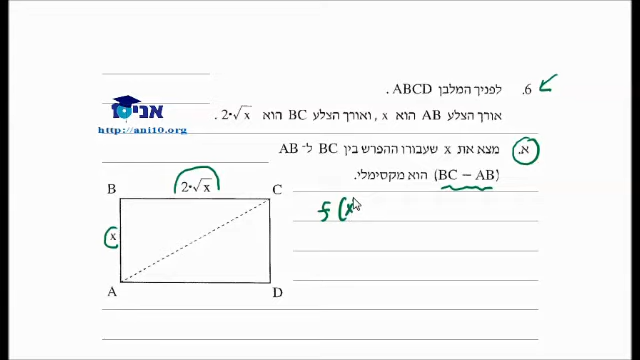 6. לפניך המלבן ABCD .
אורך הצלע AB הוא x , ואורך הצלע BC הוא 2•√x .
א. מצא את x שעבורו ההפרש בין BC ל־ AB
(BC − AB) הוא מקסימלי.
אני10
http://ani10.org
B
2•√x
C
x
A
D
f(x